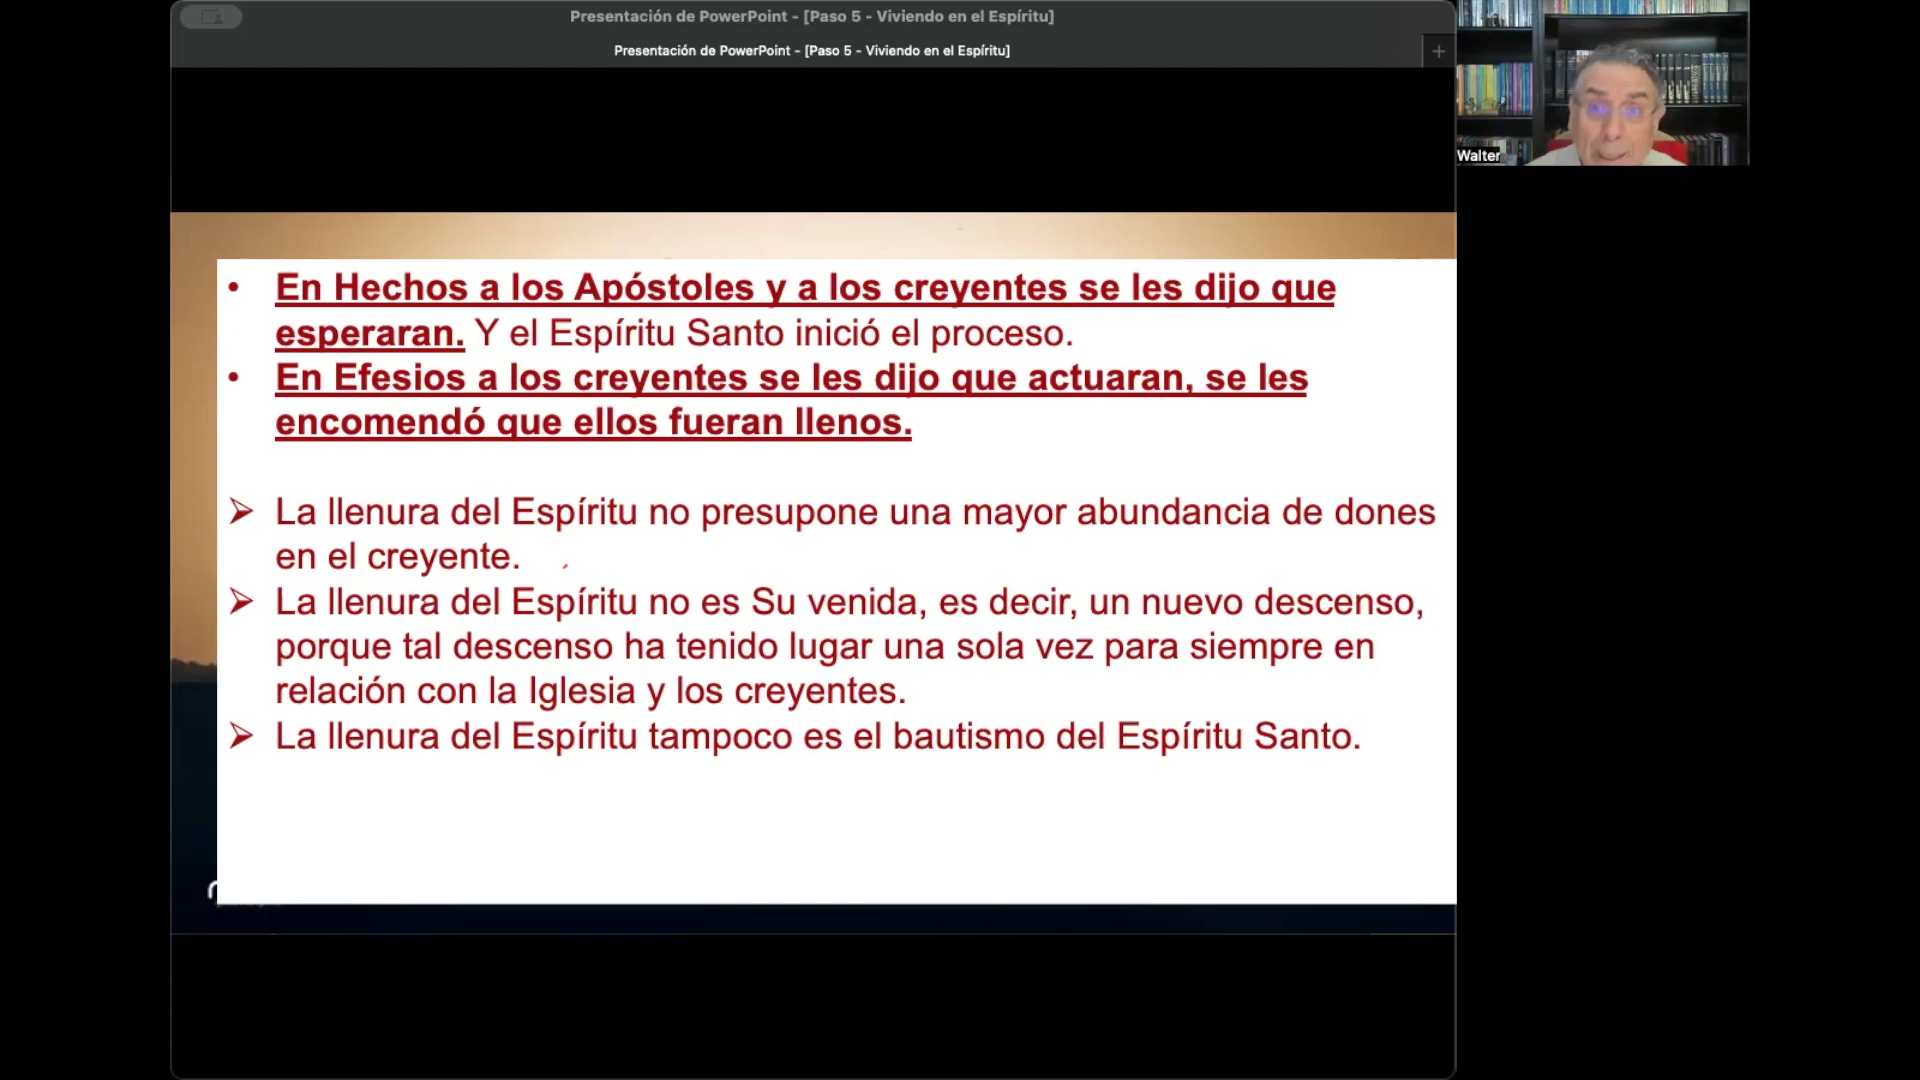 Presentación de PowerPoint - [Paso 5 - Viviendo en el Espíritu]
Presentación de PowerPoint - [Paso 5 - Viviendo en el Espíritu]
Walter
• En Hechos a los Apóstoles y a los creyentes se les dijo que
esperaran. Y el Espíritu Santo inició el proceso.
• En Efesios a los creyentes se les dijo que actuaran, se les
encomendó que ellos fueran llenos.
➢ La llenura del Espíritu no presupone una mayor abundancia de dones
en el creyente.
➢ La llenura del Espíritu no es Su venida, es decir, un nuevo descenso,
porque tal descenso ha tenido lugar una sola vez para siempre en
relación con la Iglesia y los creyentes.
➢ La llenura del Espíritu tampoco es el bautismo del Espíritu Santo.